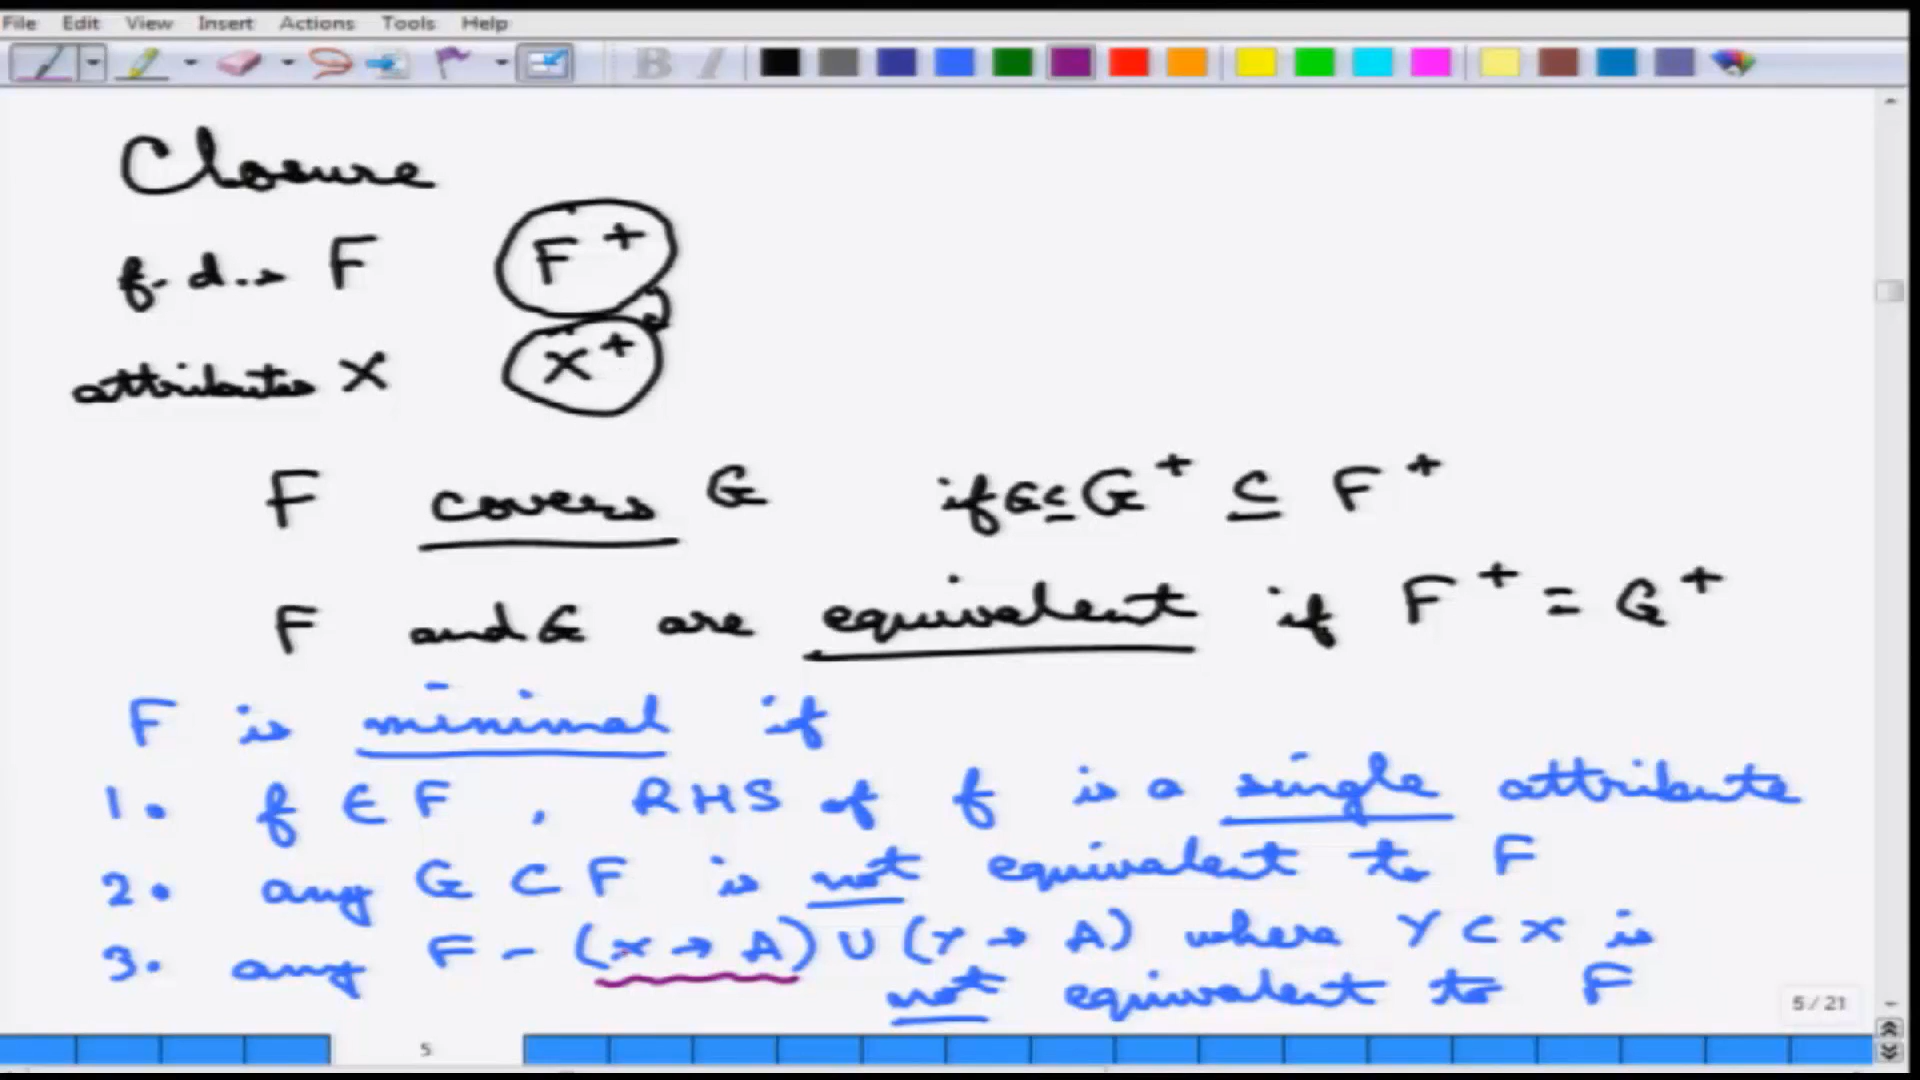 File Edit View Insert Actions Tools Help
B I
Closure
f.d.s F F⁺
attributes X X⁺
F covers G if G ⊆ G⁺ ⊆ F⁺
F and G are equivalent if F⁺ = G⁺
F is minimal if
1. f ∈ F, RHS of f is a single attribute
2. any G ⊂ F is not equivalent to F
3. any F - (X → A) ∪ (Y → A) where Y ⊂ X is
not equivalent to F
5 / 21
5